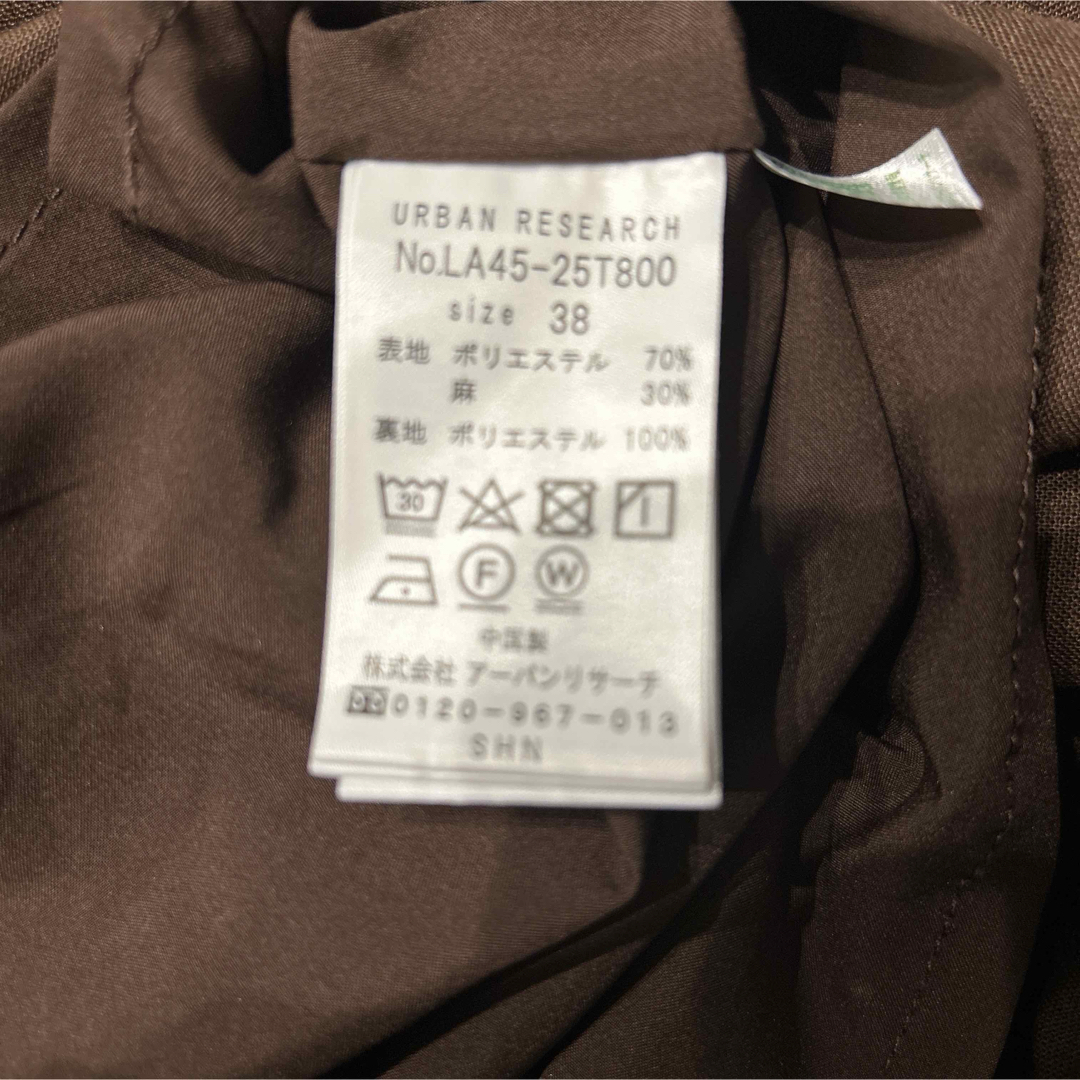 URBAN RESEARCH
No.LA45-25T800
size 38
表地 ポリエステル 70%
麻 30%
裏地 ポリエステル 100%
30
F W
中国製
株式会社 アーバンリサーチ
0120-967-013
SHN